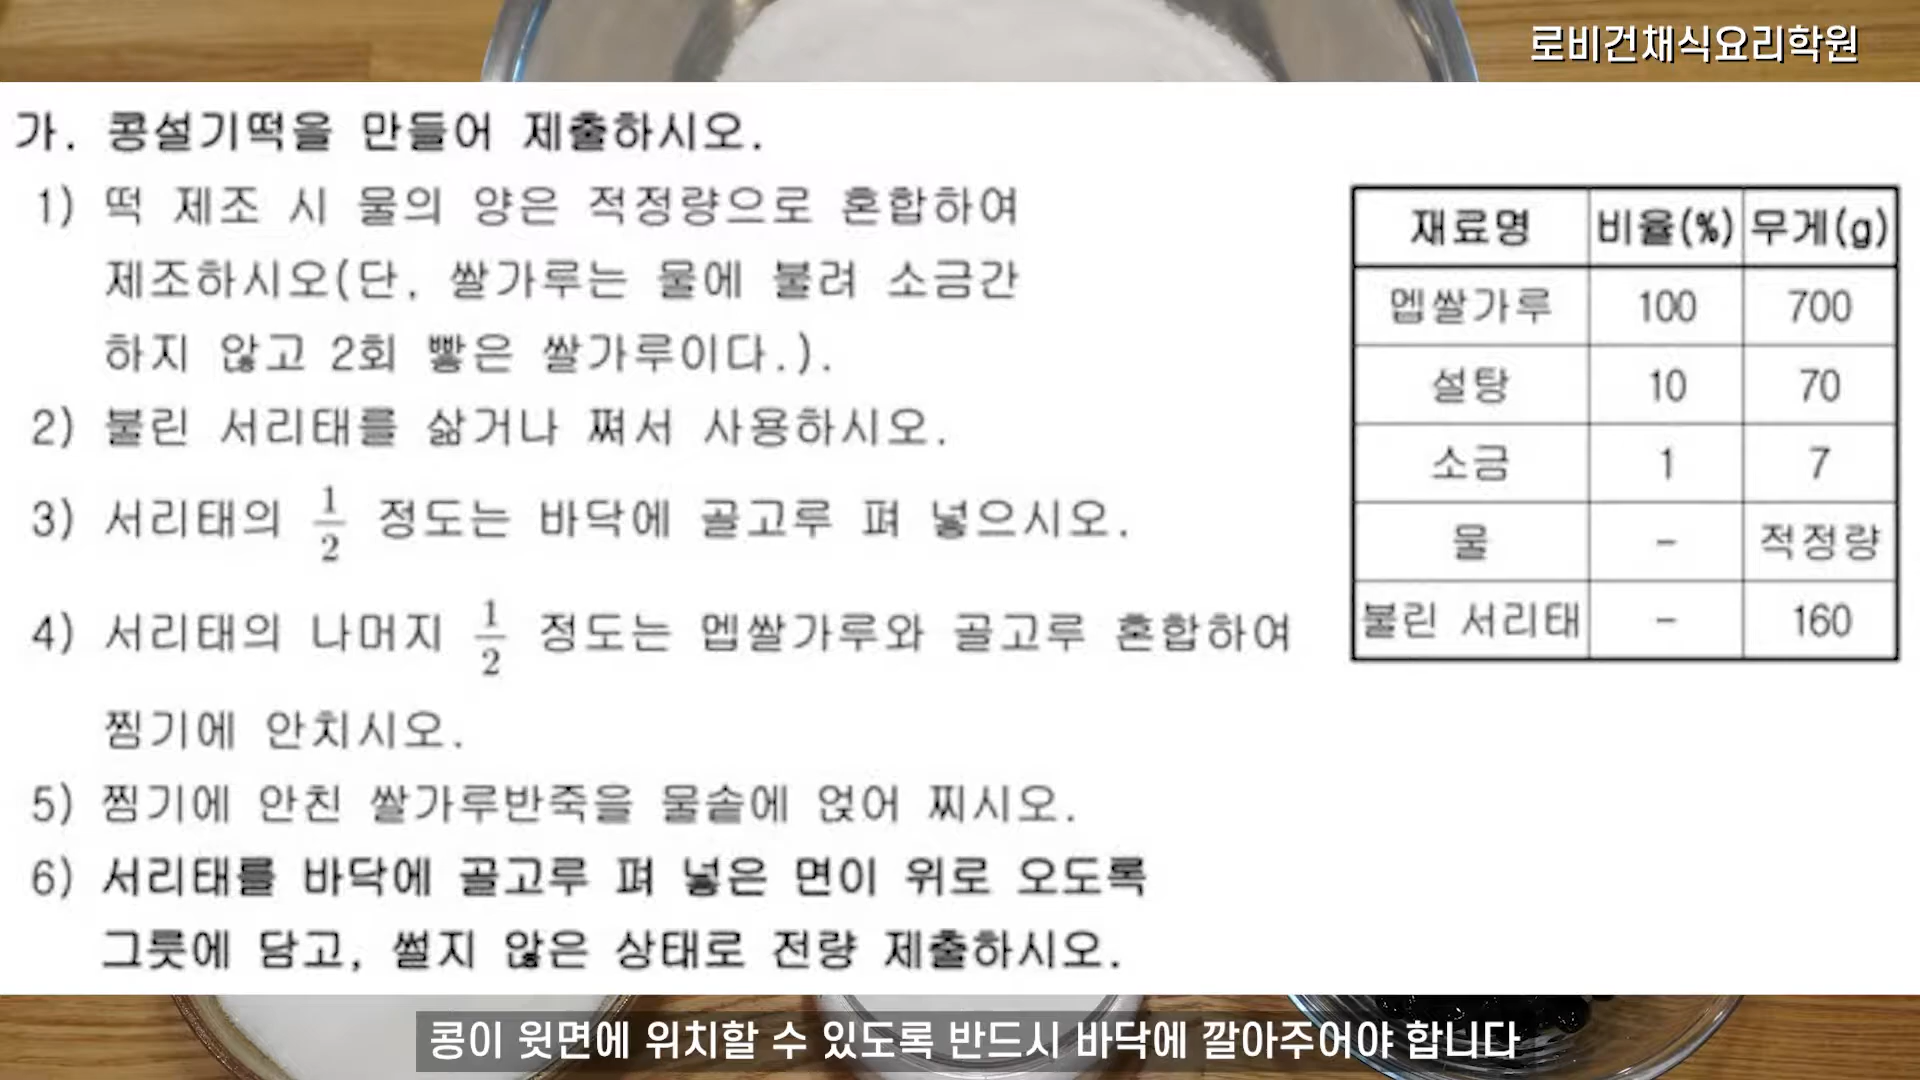 로비건채식요리학원
가. 콩설기떡을 만들어 제출하시오.
1) 떡 제조 시 물의 양은 적정량으로 혼합하여
제조하시오(단, 쌀가루는 물에 불려 소금간
하지 않고 2회 빻은 쌀가루이다.).
2) 불린 서리태를 삶거나 쪄서 사용하시오.
3) 서리태의 1/2 정도는 바닥에 골고루 펴 넣으시오.
4) 서리태의 나머지 1/2 정도는 멥쌀가루와 골고루 혼합하여
찜기에 안치시오.
5) 찜기에 안친 쌀가루반죽을 물솥에 얹어 찌시오.
6) 서리태를 바닥에 골고루 펴 넣은 면이 위로 오도록
그릇에 담고, 썰지 않은 상태로 전량 제출하시오.
재료명 비율(%) 무게(g)
멥쌀가루 100 700
설탕 10 70
소금 1 7
물 - 적정량
불린 서리태 - 160
콩이 윗면에 위치할 수 있도록 반드시 바닥에 깔아주어야 합니다